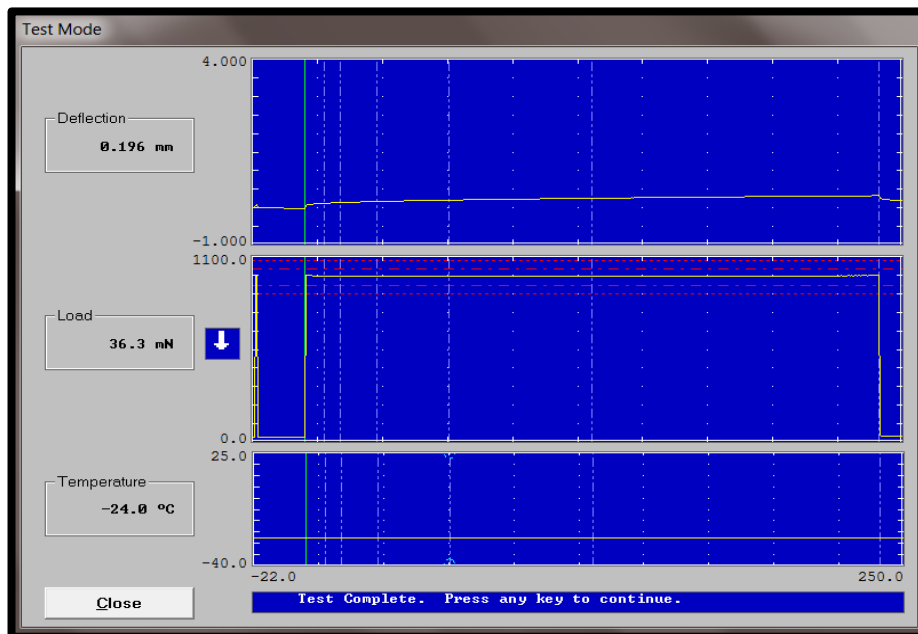 Test Mode
4.000
Deflection
0.196 mm
-1.000
1100.0
Load
36.3 mN
0.0
25.0
Temperature
-24.0 ºC
-40.0
-22.0 250.0
Close
Test Complete. Press any key to continue.